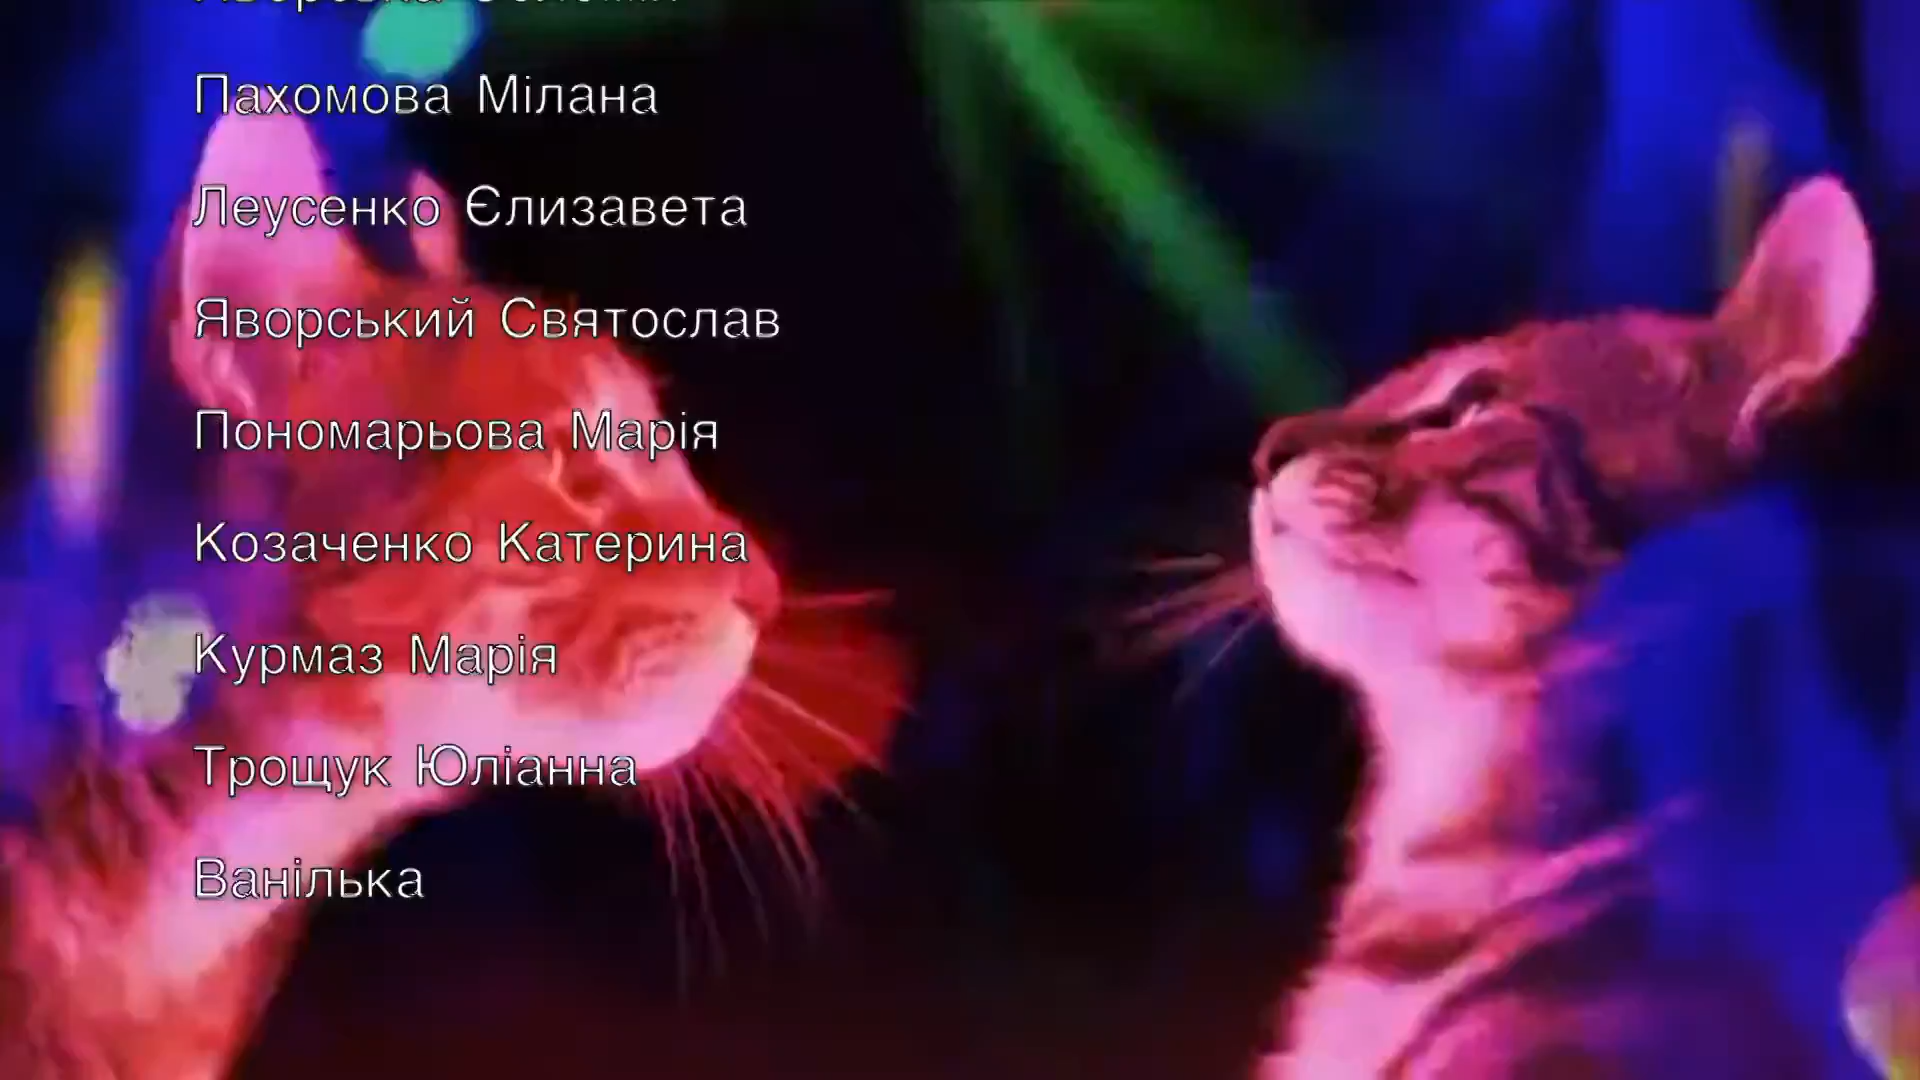 Пахомова Мілана
Леусенко Єлизавета
Яворський Святослав
Пономарьова Марія
Козаченко Катерина
Курмаз Марія
Трощук Юліанна
Ванілька